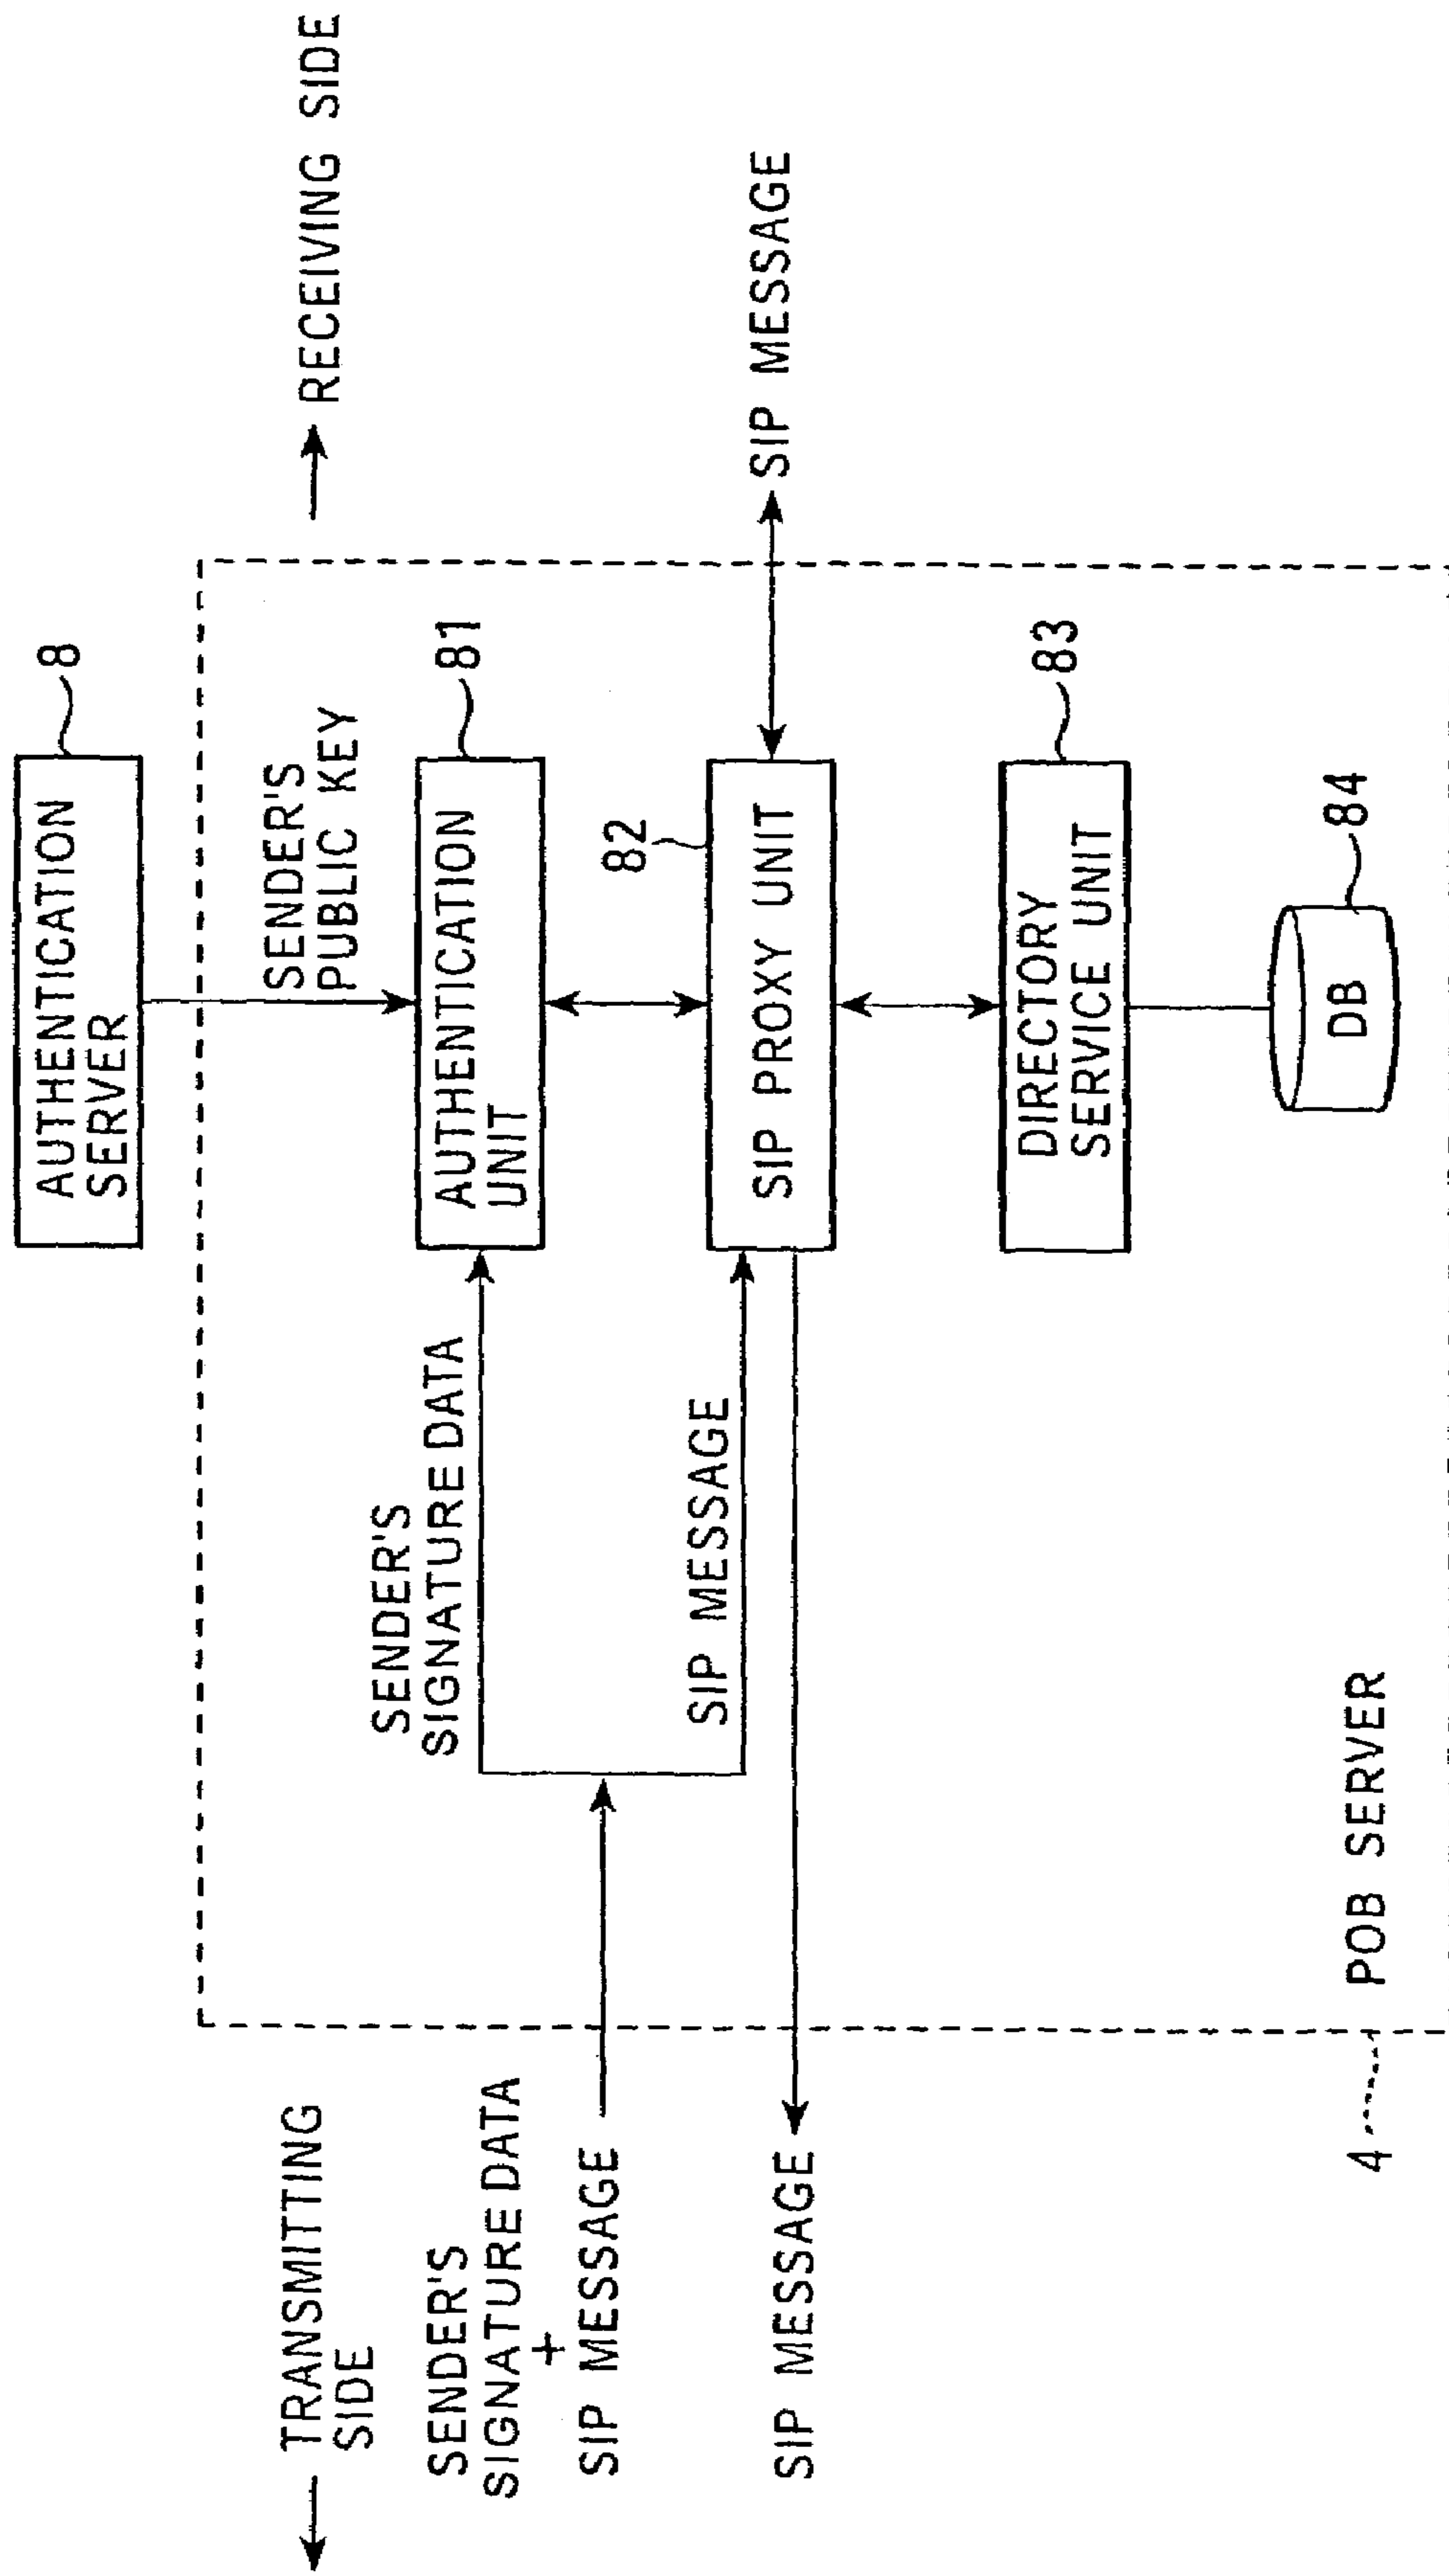 AUTHENTICATION
SERVER
8
TRANSMITTING
SIDE
RECEIVING SIDE
SENDER'S
PUBLIC KEY
SENDER'S
SIGNATURE DATA
+
SIP MESSAGE
SENDER'S
SIGNATURE DATA
AUTHENTICATION
UNIT
81
SIP MESSAGE
82
SIP PROXY UNIT
SIP MESSAGE
SIP MESSAGE
DIRECTORY
SERVICE UNIT
83
DB
84
4
POB SERVER